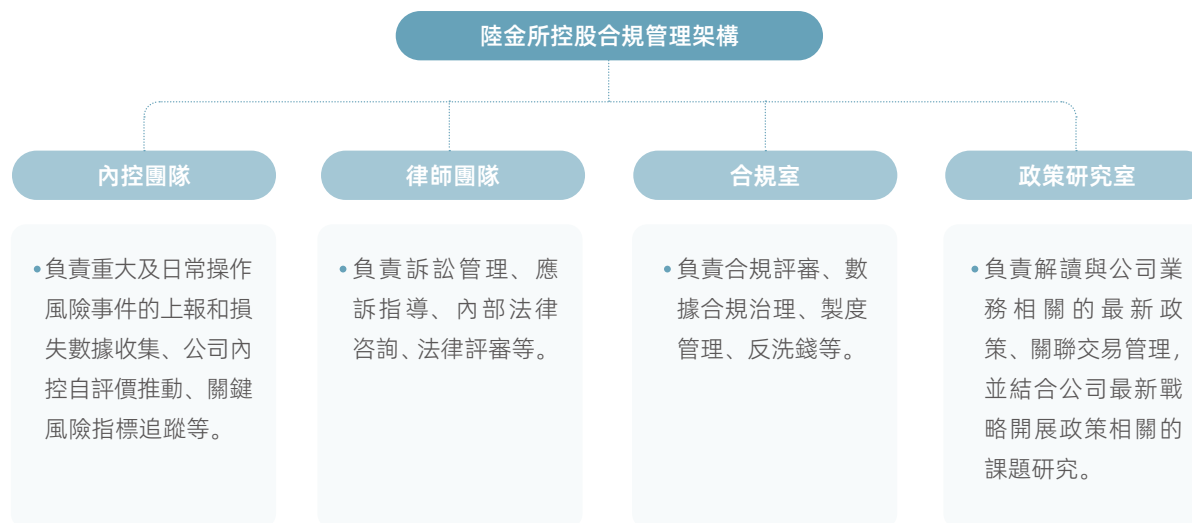 陸金所控股合規管理架構
內控團隊
律師團隊
合規室
政策研究室
•負責重大及日常操作
風險事件的上報和損
失數據收集、公司內
控自評價推動、關鍵
風險指標追蹤等。
•負責訴訟管理、應
訴指導、內部法律
咨詢、法律評審等。
•負責合規評審、數
據合規治理、製度
管理、反洗錢等。
•負責解讀與公司業
務相關的最新政
策、關聯交易管理,
並結合公司最新戰
略開展政策相關的
課題研究。